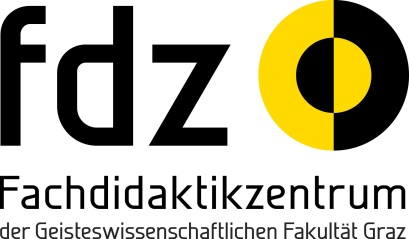 fdz
Fachdidaktikzentrum
der Geisteswissenschaftlichen Fakultät Graz